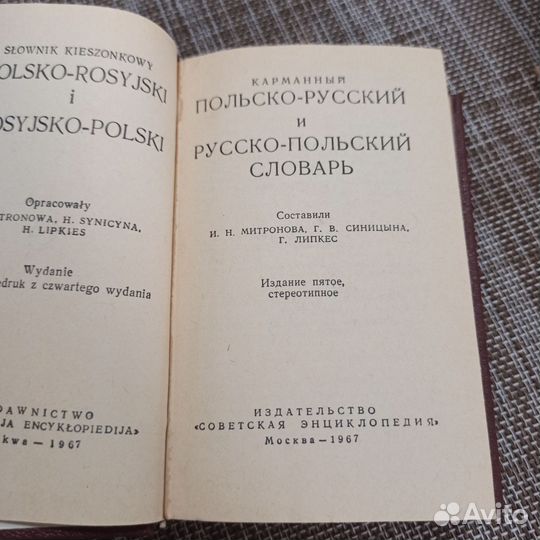 SŁOWNIK KIESZONKOWY
OLSKO-ROSYJSKI
i
OSYJSKO-POLSKI
Opracowały
TRONOWA, H. SYNICYNA,
H. LIPKIES
Wydanie
edruk z czwartego wydania
DAWNICTWO
JA ENCYKŁOPIEDIJA»
kwa — 1967
КАРМАННЫЙ
ПОЛЬСКО-РУССКИЙ
И
РУССКО-ПОЛЬСКИЙ
СЛОВАРЬ
Составили
И. Н. МИТРОНОВА, Г. В. СИНИЦЫНА,
Г. ЛИПКЕС
Издание пятое,
стереотипное
ИЗДАТЕЛЬСТВО
«СОВЕТСКАЯ ЭНЦИКЛОПЕДИЯ»
Москва — 1967
Avito